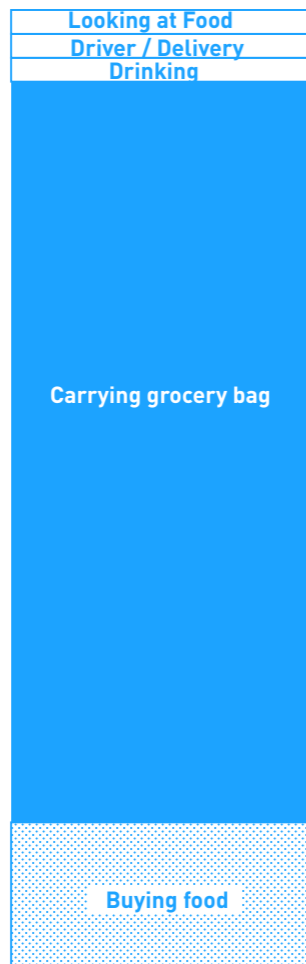 Looking at Food
Driver / Delivery
Drinking
Carrying grocery bag
Buying food